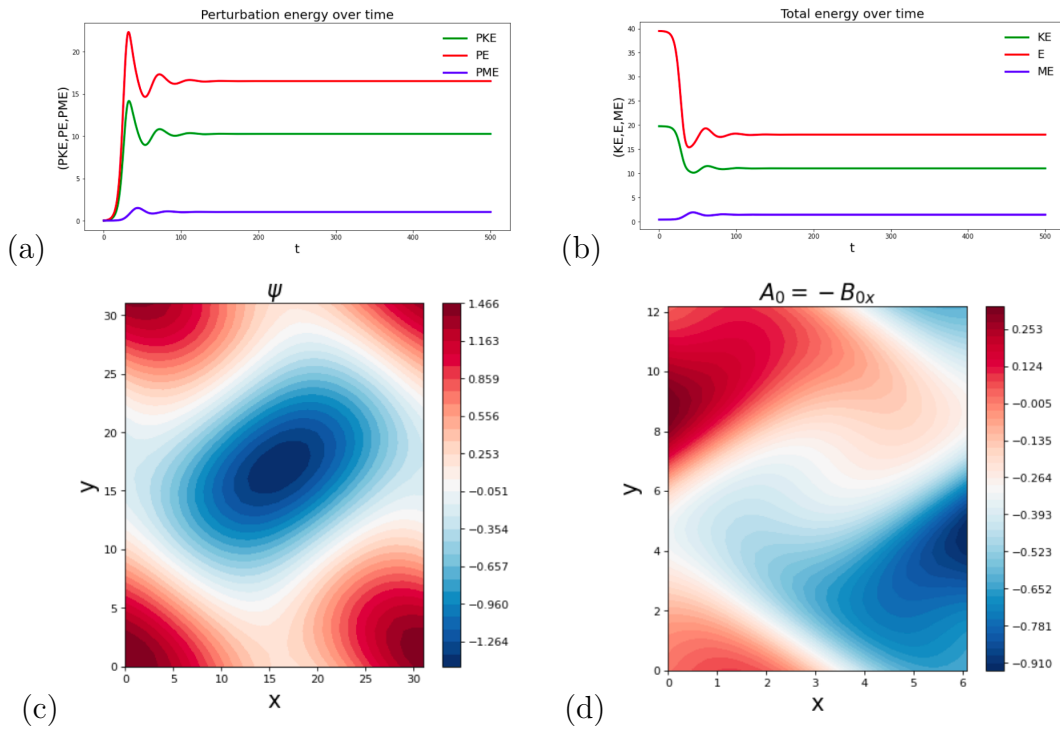 Perturbation energy over time
(PKE,PE,PME)
20
15
10
5
0
PKE
PE
PME
0 100 200 300 400 500
t
(a)
Total energy over time
(KE,E,ME)
40
35
30
25
20
15
10
5
0
KE
E
ME
0 100 200 300 400 500
t
(b)
ψ
y
30
25
20
15
10
5
0
0 5 10 15 20 25 30
x
1.466
1.163
0.859
0.556
0.253
−0.051
−0.354
−0.657
−0.960
−1.264
(c)
A₀ = − B₀ₓ
y
12
10
8
6
4
2
0
0 1 2 3 4 5 6
x
0.253
0.124
−0.005
−0.135
−0.264
−0.393
−0.523
−0.652
−0.781
−0.910
(d)